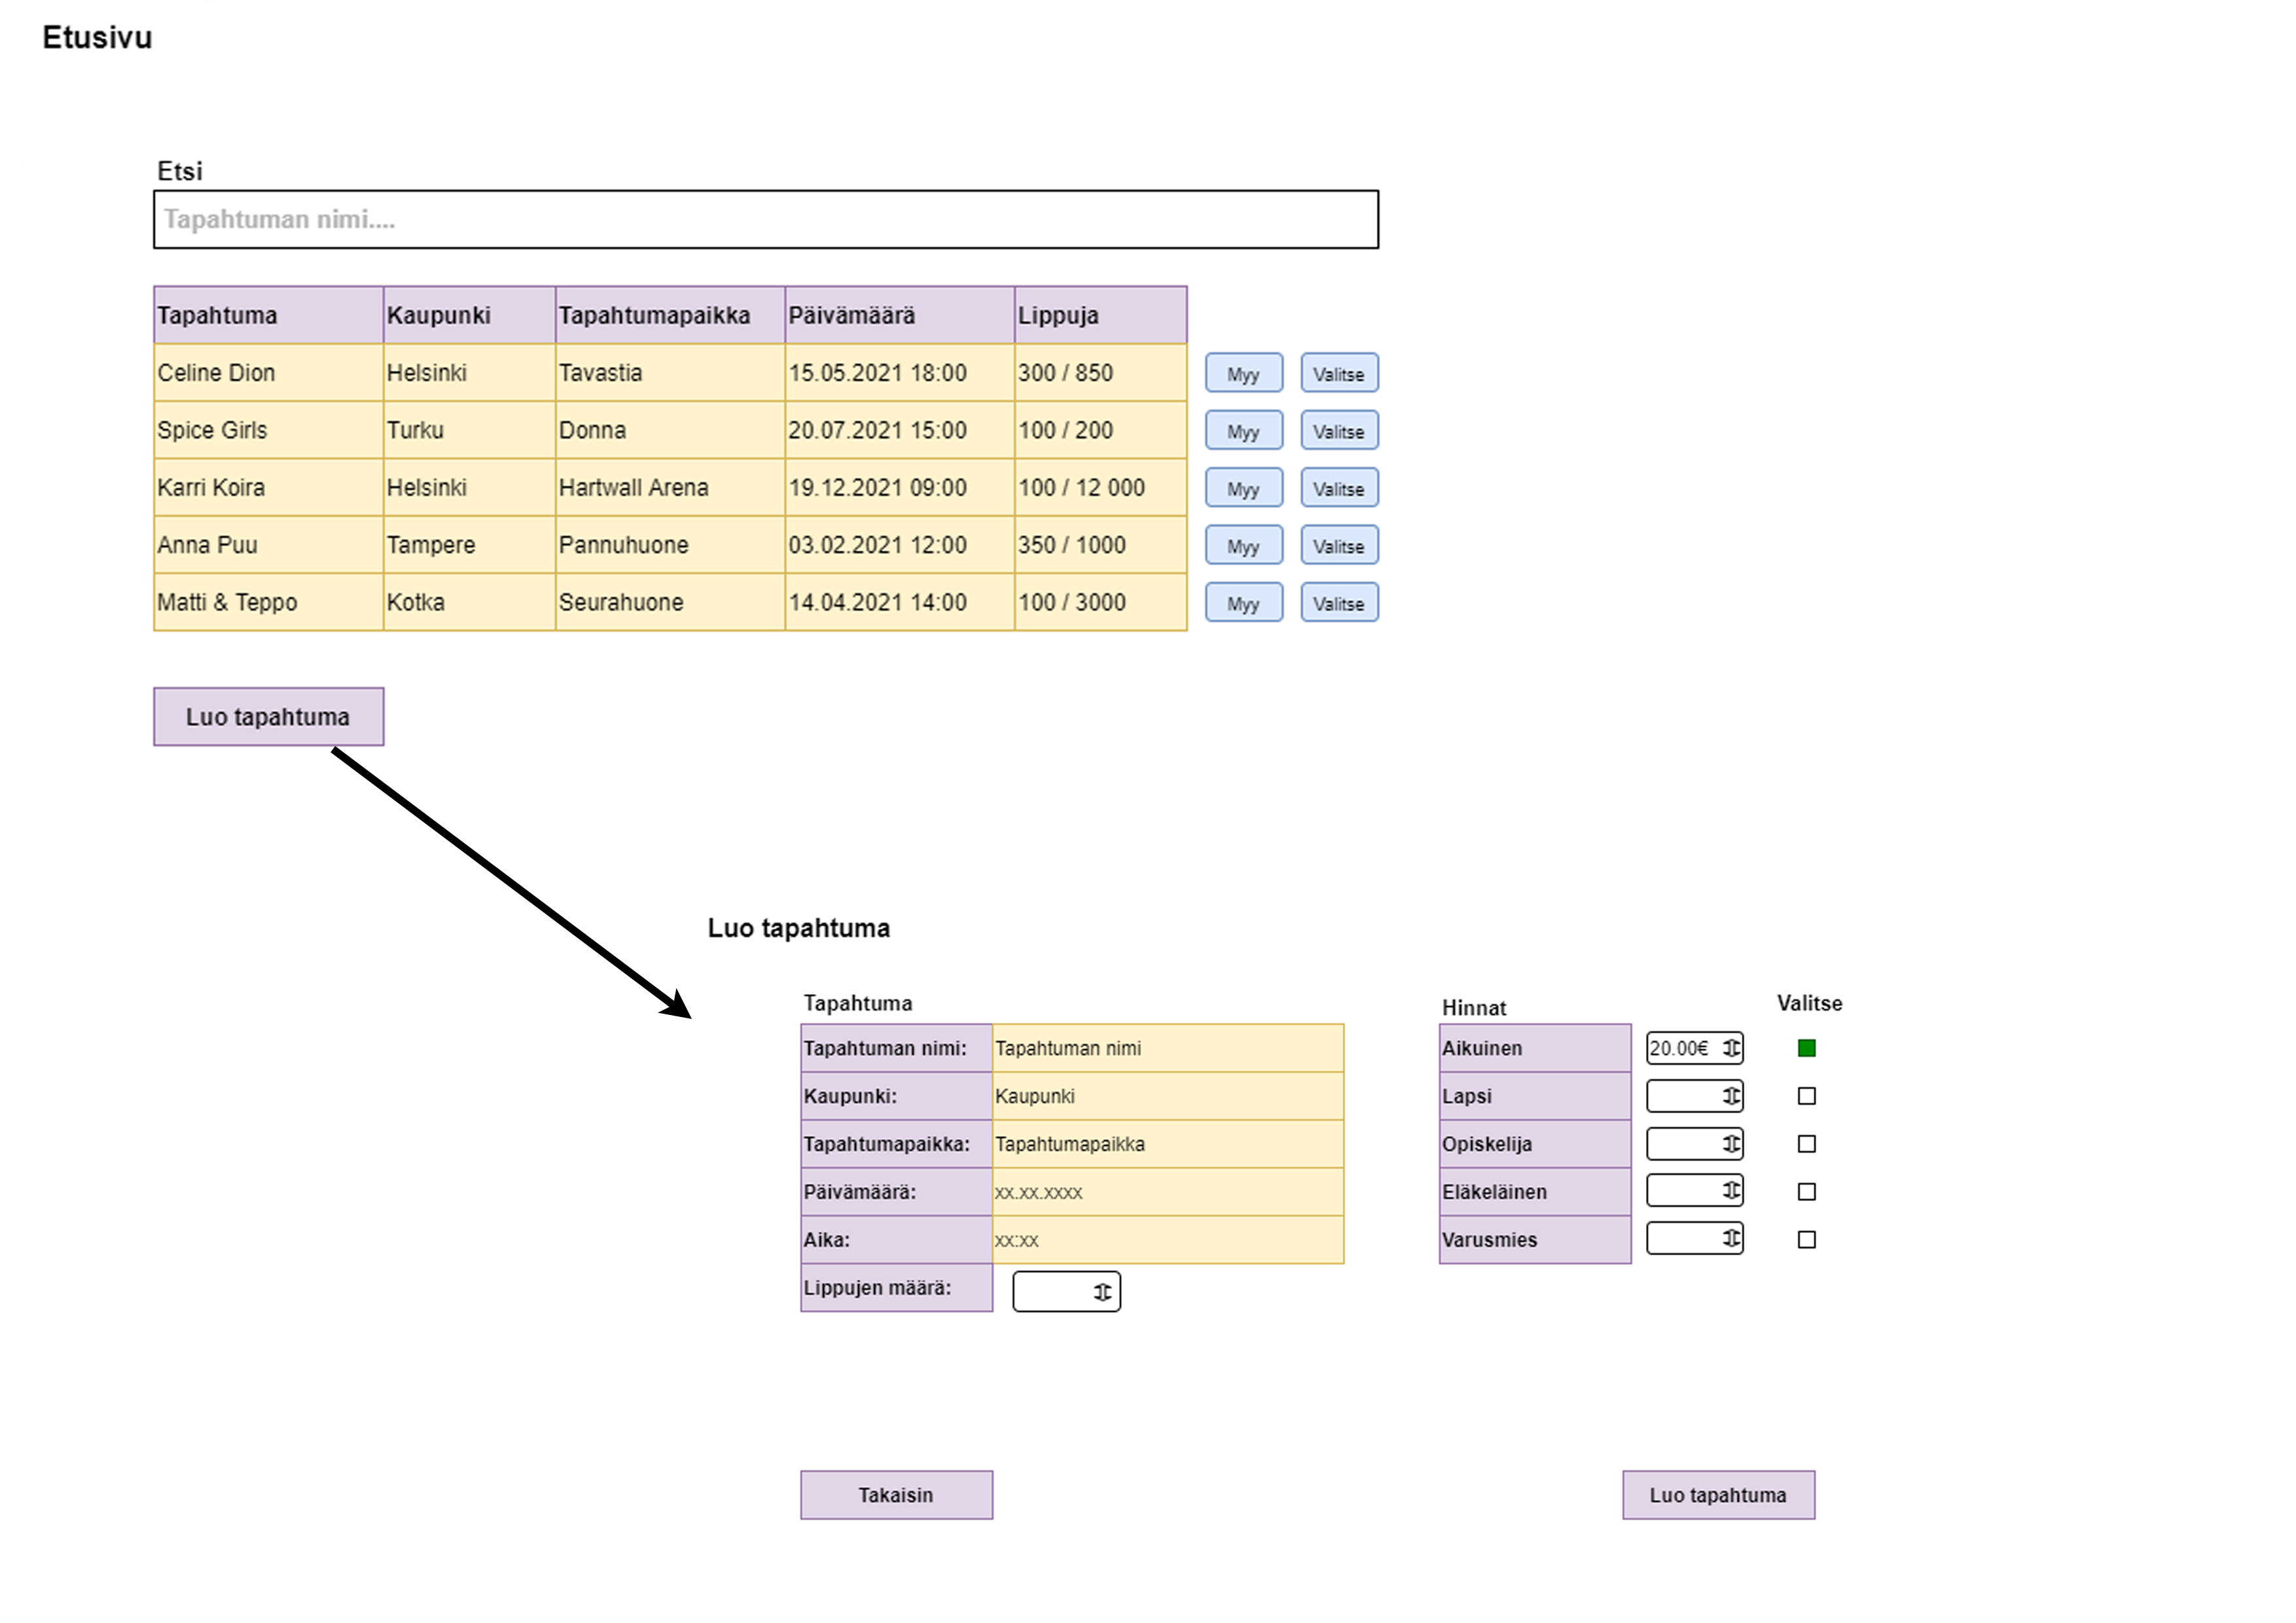 Etusivu
Etsi
Tapahtuman nimi....
Tapahtuma Kaupunki Tapahtumapaikka Päivämäärä Lippuja
Celine Dion Helsinki Tavastia 15.05.2021 18:00 300 / 850 Myy Valitse
Spice Girls Turku Donna 20.07.2021 15:00 100 / 200 Myy Valitse
Karri Koira Helsinki Hartwall Arena 19.12.2021 09:00 100 / 12 000 Myy Valitse
Anna Puu Tampere Pannuhuone 03.02.2021 12:00 350 / 1000 Myy Valitse
Matti & Teppo Kotka Seurahuone 14.04.2021 14:00 100 / 3000 Myy Valitse
Luo tapahtuma
Luo tapahtuma
Tapahtuma
Tapahtuman nimi: Tapahtuman nimi
Kaupunki: Kaupunki
Tapahtumapaikka: Tapahtumapaikka
Päivämäärä: xx.xx.xxxx
Aika: xx:xx
Lippujen määrä:
Hinnat Valitse
Aikuinen 20.00€
Lapsi
Opiskelija
Eläkeläinen
Varusmies
Takaisin Luo tapahtuma